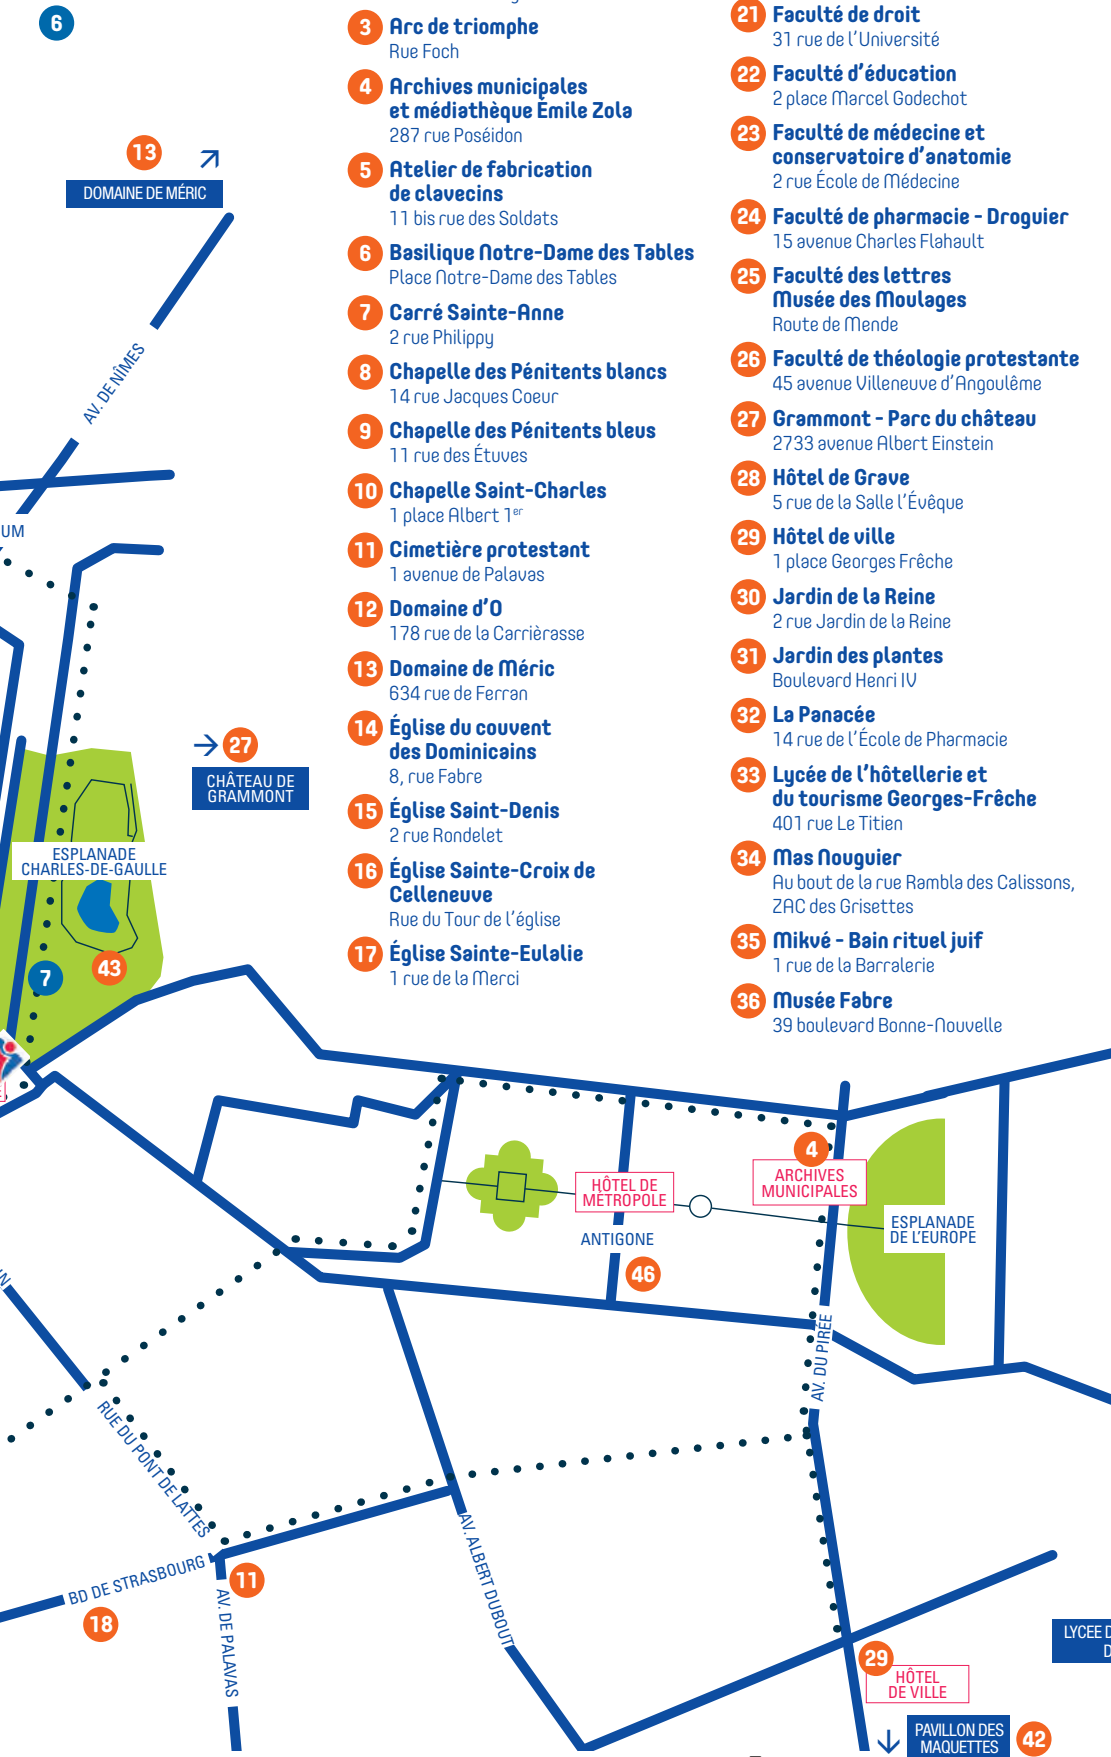 6
13
DOMAINE DE MÉRIC
AV. DE NÎMES
UM
27
CHÂTEAU DE
GRAMMONT
ESPLANADE
CHARLES-DE-GAULLE
7
43
3 Arc de triomphe
Rue Foch
4 Archives municipales
et médiathèque Émile Zola
287 rue Poséidon
5 Atelier de fabrication
de clavecins
11 bis rue des Soldats
6 Basilique Notre-Dame des Tables
Place Notre-Dame des Tables
7 Carré Sainte-Anne
2 rue Philippy
8 Chapelle des Pénitents blancs
14 rue Jacques Coeur
9 Chapelle des Pénitents bleus
11 rue des Étuves
10 Chapelle Saint-Charles
1 place Albert 1er
11 Cimetière protestant
1 avenue de Palavas
12 Domaine d'O
178 rue de la Carrièrasse
13 Domaine de Méric
634 rue de Ferran
14 Église du couvent
des Dominicains
8, rue Fabre
15 Église Saint-Denis
2 rue Rondelet
16 Église Sainte-Croix de
Celleneuve
Rue du Tour de l'église
17 Église Sainte-Eulalie
1 rue de la Merci
21 Faculté de droit
31 rue de l'Université
22 Faculté d'éducation
2 place Marcel Godechot
23 Faculté de médecine et
conservatoire d'anatomie
2 rue École de Médecine
24 Faculté de pharmacie - Droguier
15 avenue Charles Flahault
25 Faculté des lettres
Musée des Moulages
Route de Mende
26 Faculté de théologie protestante
45 avenue Villeneuve d'Angoulême
27 Grammont - Parc du château
2733 avenue Albert Einstein
28 Hôtel de Grave
5 rue de la Salle l'Évêque
29 Hôtel de ville
1 place Georges Frêche
30 Jardin de la Reine
2 rue Jardin de la Reine
31 Jardin des plantes
Boulevard Henri IV
32 La Panacée
14 rue de l'École de Pharmacie
33 Lycée de l'hôtellerie et
du tourisme Georges-Frêche
401 rue Le Titien
34 Mas Nouguier
Au bout de la rue Rambla des Calissons,
ZAC des Grisettes
35 Mikvé - Bain rituel juif
1 rue de la Barralerie
36 Musée Fabre
39 boulevard Bonne-Nouvelle
4
ARCHIVES
MUNICIPALES
HÔTEL DE
MÉTROPOLE
ESPLANADE
DE L'EUROPE
ANTIGONE
46
AV. DU PIRÉE
RUE DU PONT DE LATTES
AV. ALBERT DUBOUT
BD DE STRASBOURG
11
18
AV. DE PALAVAS
29
HÔTEL
DE VILLE
LYCEE D
D
PAVILLON DES
MAQUETTES
42